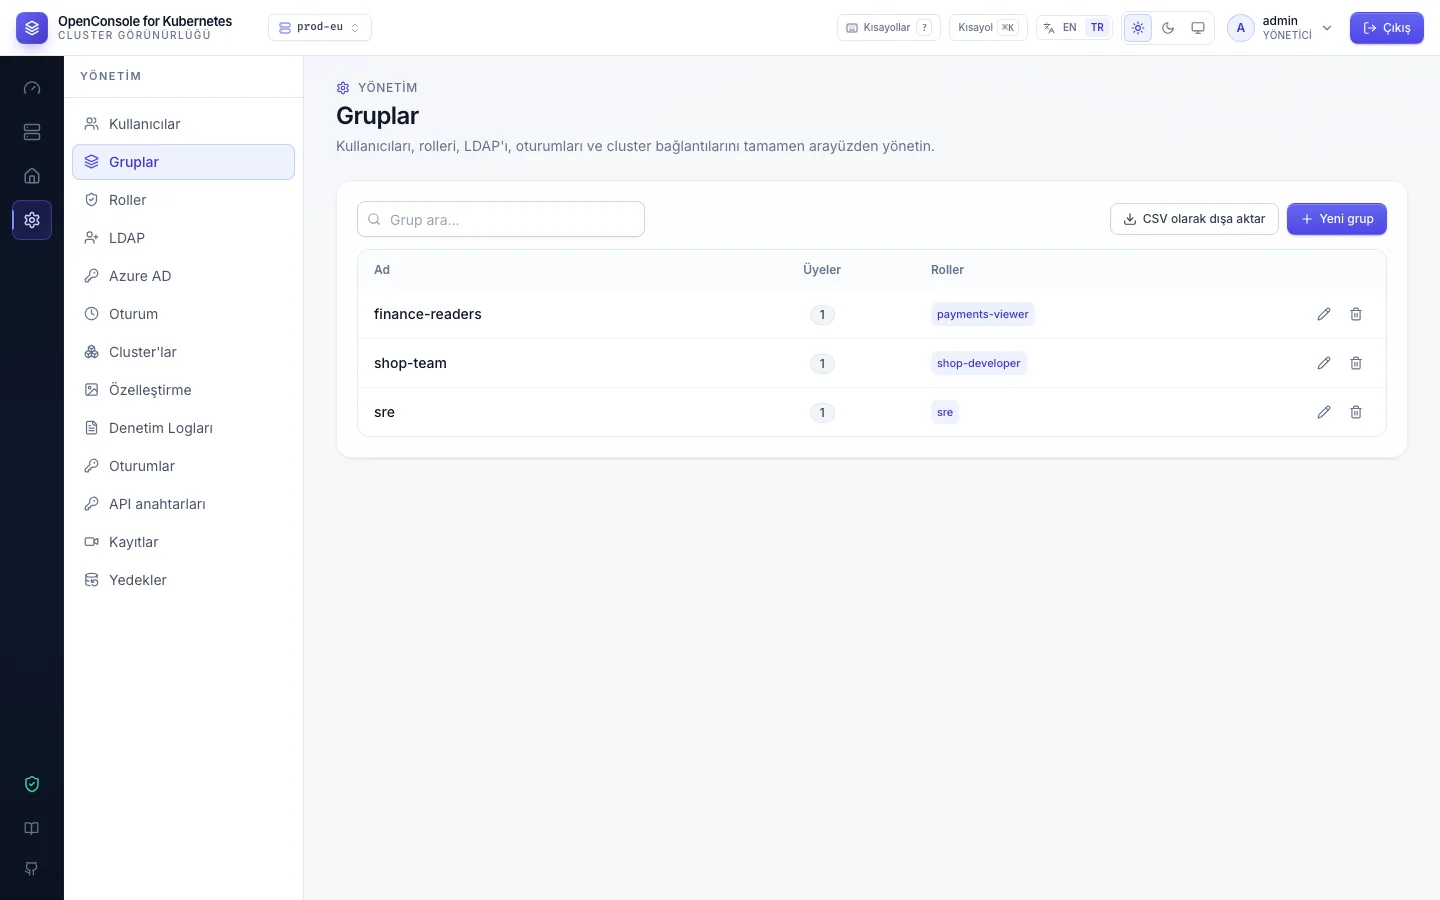 OpenConsole for Kubernetes
CLUSTER GÖRÜNÜRLÜĞÜ
prod-eu
Kısayollar ?
Kısayol ⌘K
EN TR
A
admin
YÖNETİCİ
Çıkış
YÖNETİM
Kullanıcılar
Gruplar
Roller
LDAP
Azure AD
Oturum
Cluster'lar
Özelleştirme
Denetim Logları
Oturumlar
API anahtarları
Kayıtlar
Yedekler
YÖNETİM
Gruplar
Kullanıcıları, rolleri, LDAP'ı, oturumları ve cluster bağlantılarını tamamen arayüzden yönetin.
Grup ara...
CSV olarak dışa aktar
Yeni grup
Ad Üyeler Roller
finance-readers 1 payments-viewer
shop-team 1 shop-developer
sre 1 sre